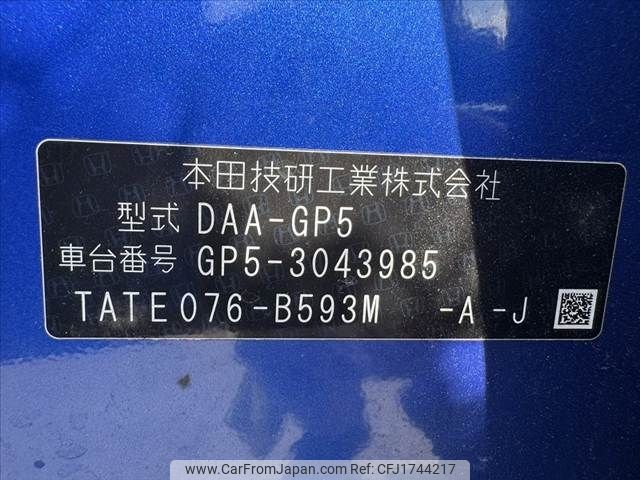 本田技研工業株式会社
型式 DAA-GP5
車台番号 GP5-3043985
TATE076-B593M -A -J
www.CarFromJapan.com | REF ID: CFJ1744217